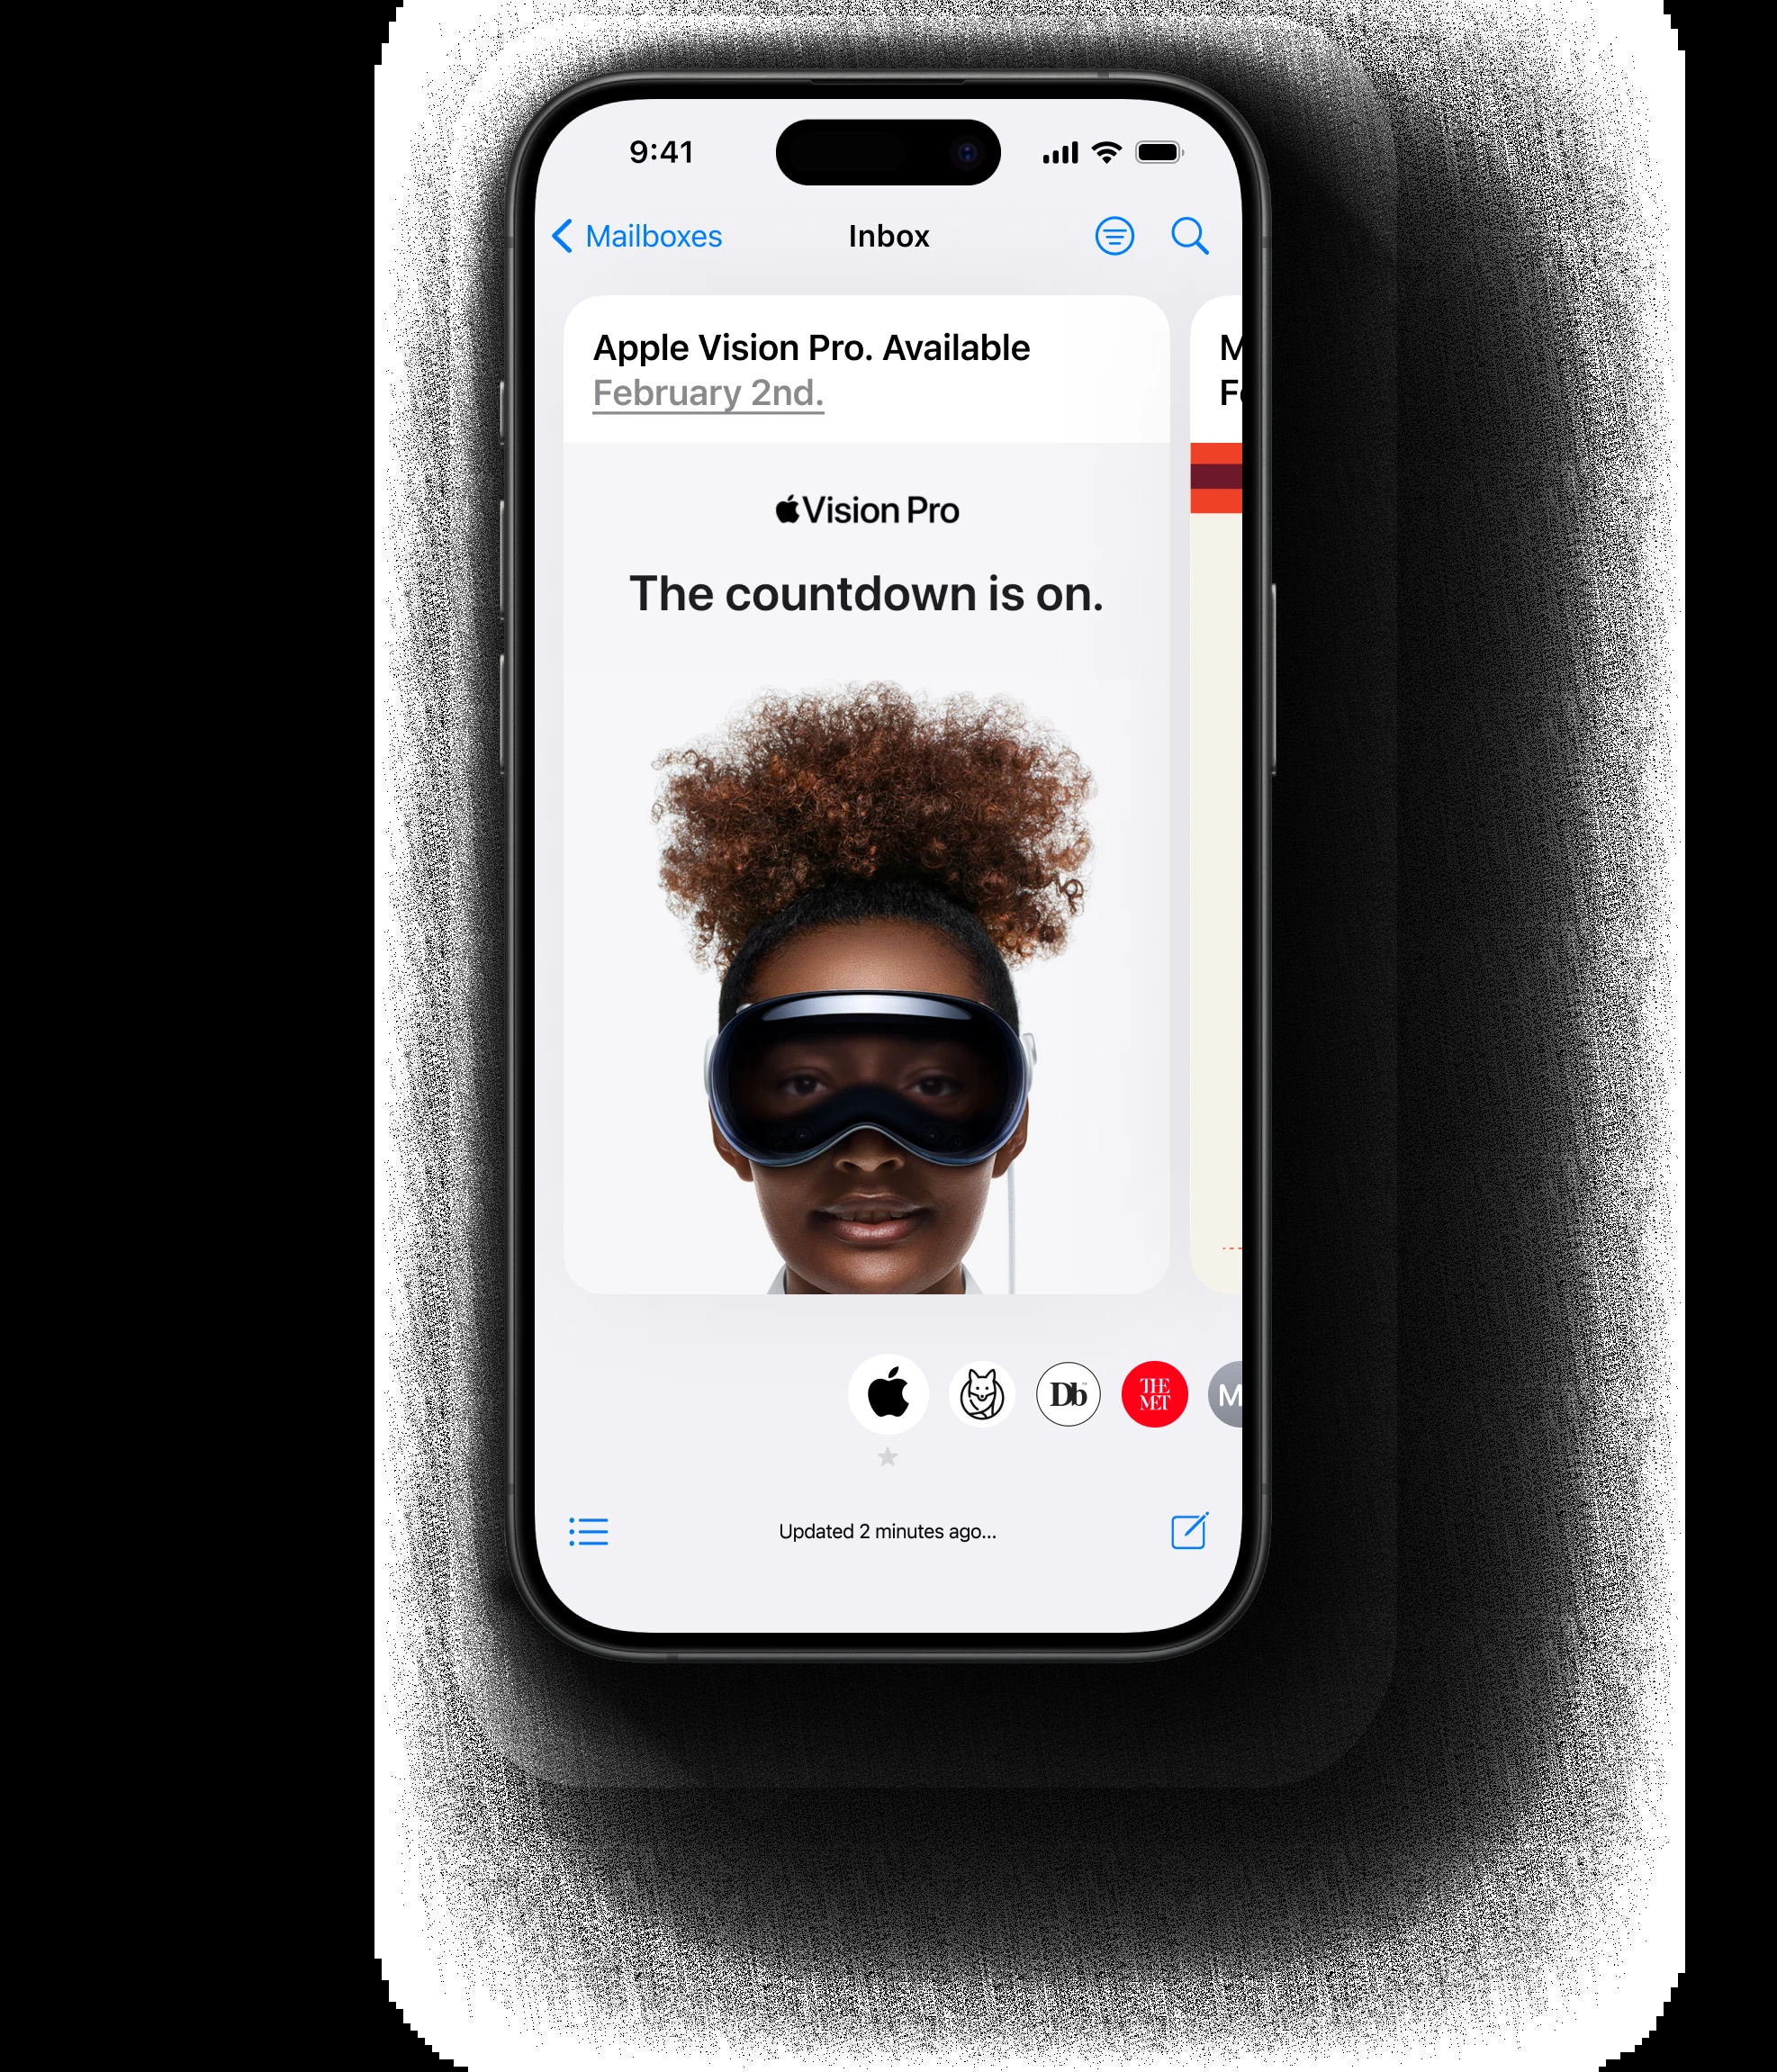 9:41
Mailboxes
Inbox
Apple Vision Pro. Available
February 2nd.
Vision Pro
The countdown is on.
Db
THE
MET
Updated 2 minutes ago...